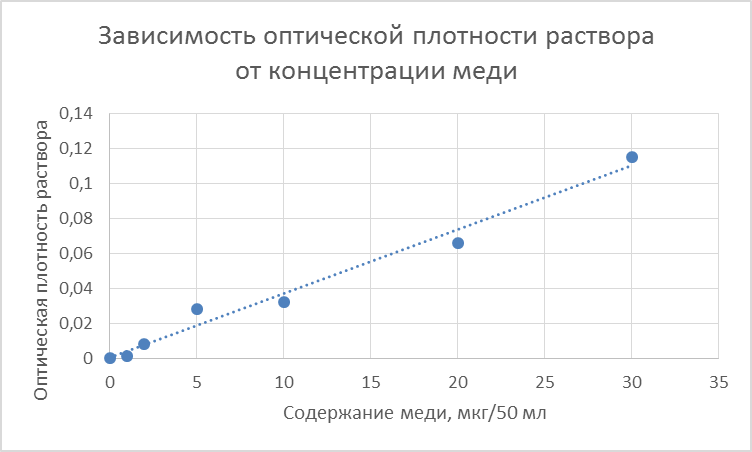 Зависимость оптической плотности раствора
от концентрации меди
Оптическая плотность раствора
0,14
0,12
0,1
0,08
0,06
0,04
0,02
0
0 5 10 15 20 25 30 35
Содержание меди, мкг/50 мл